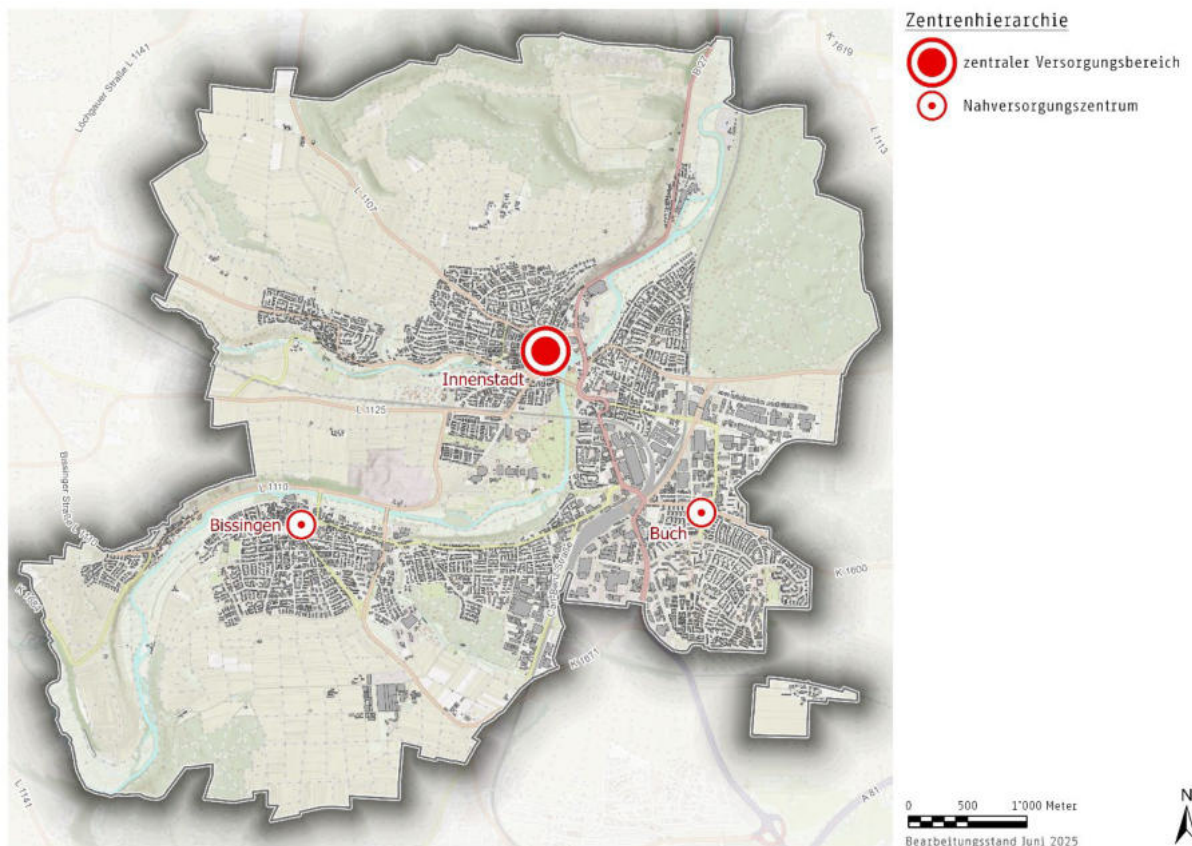 Zentrenhierarchie
zentraler Versorgungsbereich
Nahversorgungszentrum
Löchgauer Straße L 1141
K 1619
B 27
L 1113
L 1107
Innenstadt
L 1125
L 1110
Bissinger Straße L
Bissingen
Buch
K 1600
K 1671
L 1141
A 81
0 500 1'000 Meter
Bearbeitungsstand Juni 2025
N